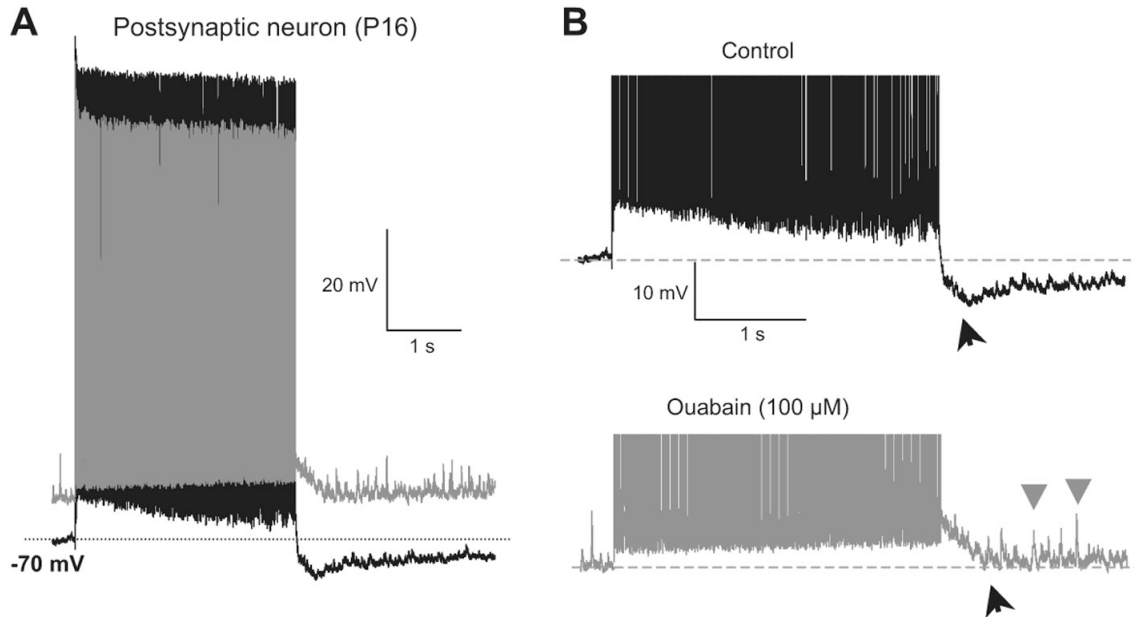 A
Postsynaptic neuron (P16)
20 mV
1 s
-70 mV
B
Control
10 mV
1 s
Ouabain (100 µM)